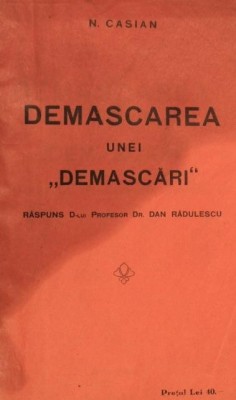 N. CASIAN
DEMASCAREA
UNEI
„DEMASCĂRI“
RĂSPUNS D-LUI PROFESOR DR. DAN RĂDULESCU
Prețul Lei 40.—